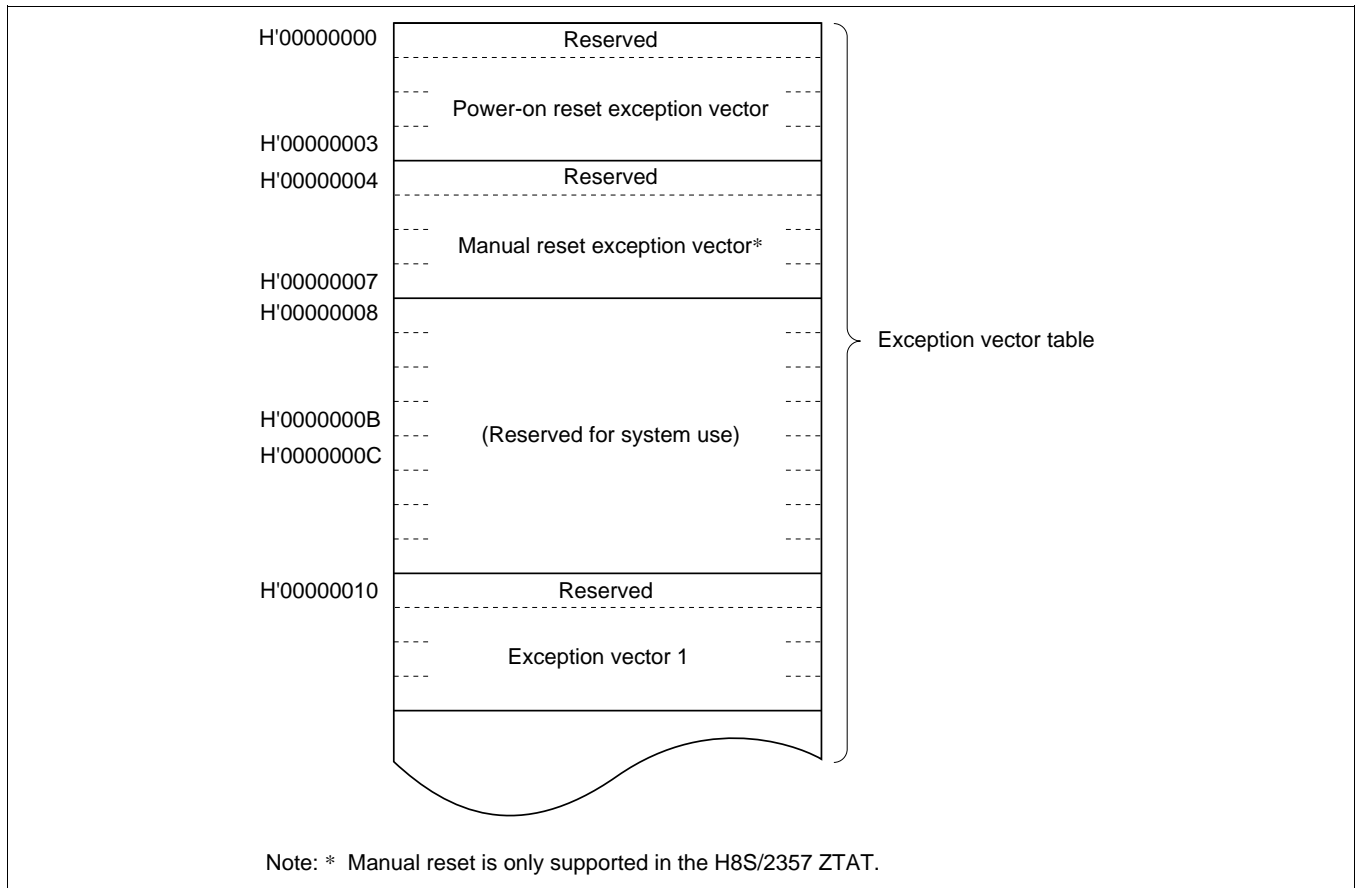 H'00000000 Reserved
Power-on reset exception vector
H'00000003
H'00000004 Reserved
Manual reset exception vector*
H'00000007
H'00000008
Exception vector table
H'0000000B
(Reserved for system use)
H'0000000C
H'00000010 Reserved
Exception vector 1
Note: * Manual reset is only supported in the H8S/2357 ZTAT.